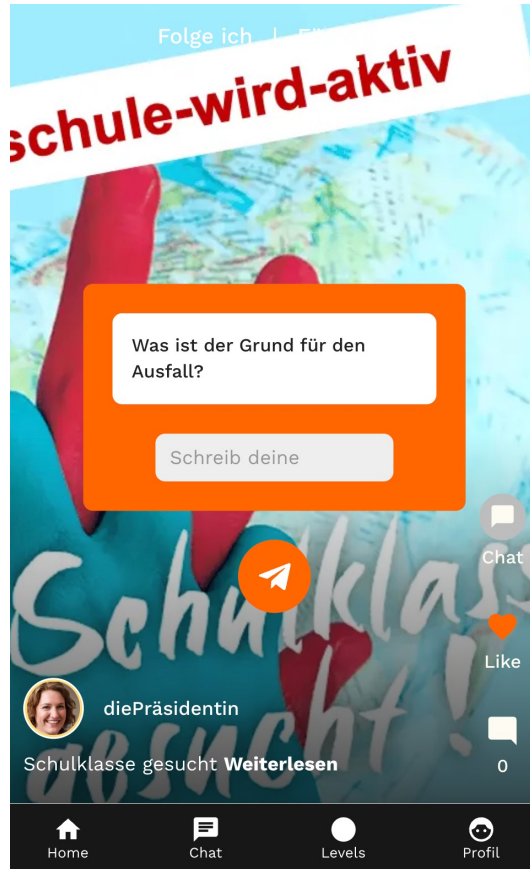 Folge ich |
schule-wird-aktiv
Was ist der Grund für den
Ausfall?
Schreib deine
Chat
Schulklas
gesucht!
Like
diePräsidentin
Schulklasse gesucht Weiterlesen
0
Home
Chat
Levels
Profil